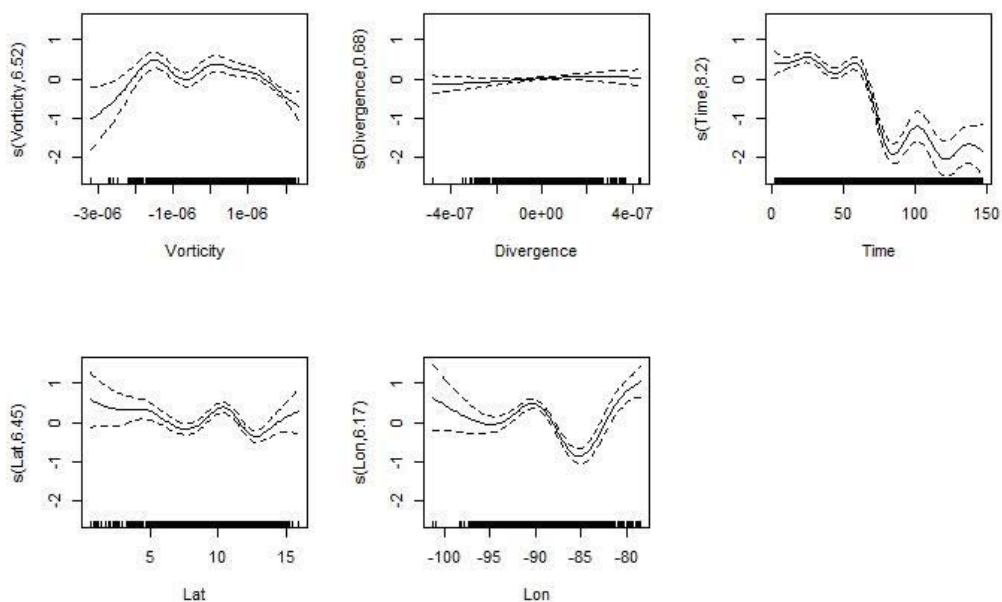 s(Vorticity,6.52)
1
0
-1
-2
-3e-06 -1e-06 1e-06
Vorticity
s(Divergence,0.68)
1
0
-1
-2
-4e-07 0e+00 4e-07
Divergence
s(Time,8.2)
1
0
-1
-2
0 50 100 150
Time
s(Lat,6.45)
1
0
-1
-2
5 10 15
Lat
s(Lon,6.17)
1
0
-1
-2
-100 -95 -90 -85 -80
Lon